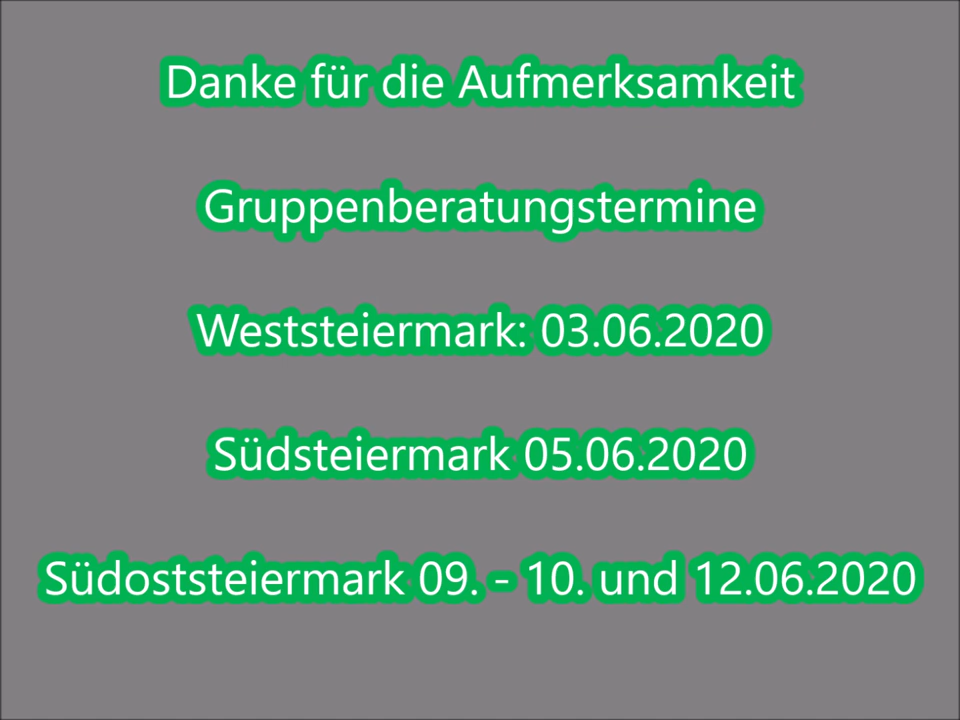 Danke für die Aufmerksamkeit
Gruppenberatungstermine
Weststeiermark: 03.06.2020
Südsteiermark 05.06.2020
Südoststeiermark 09. - 10. und 12.06.2020